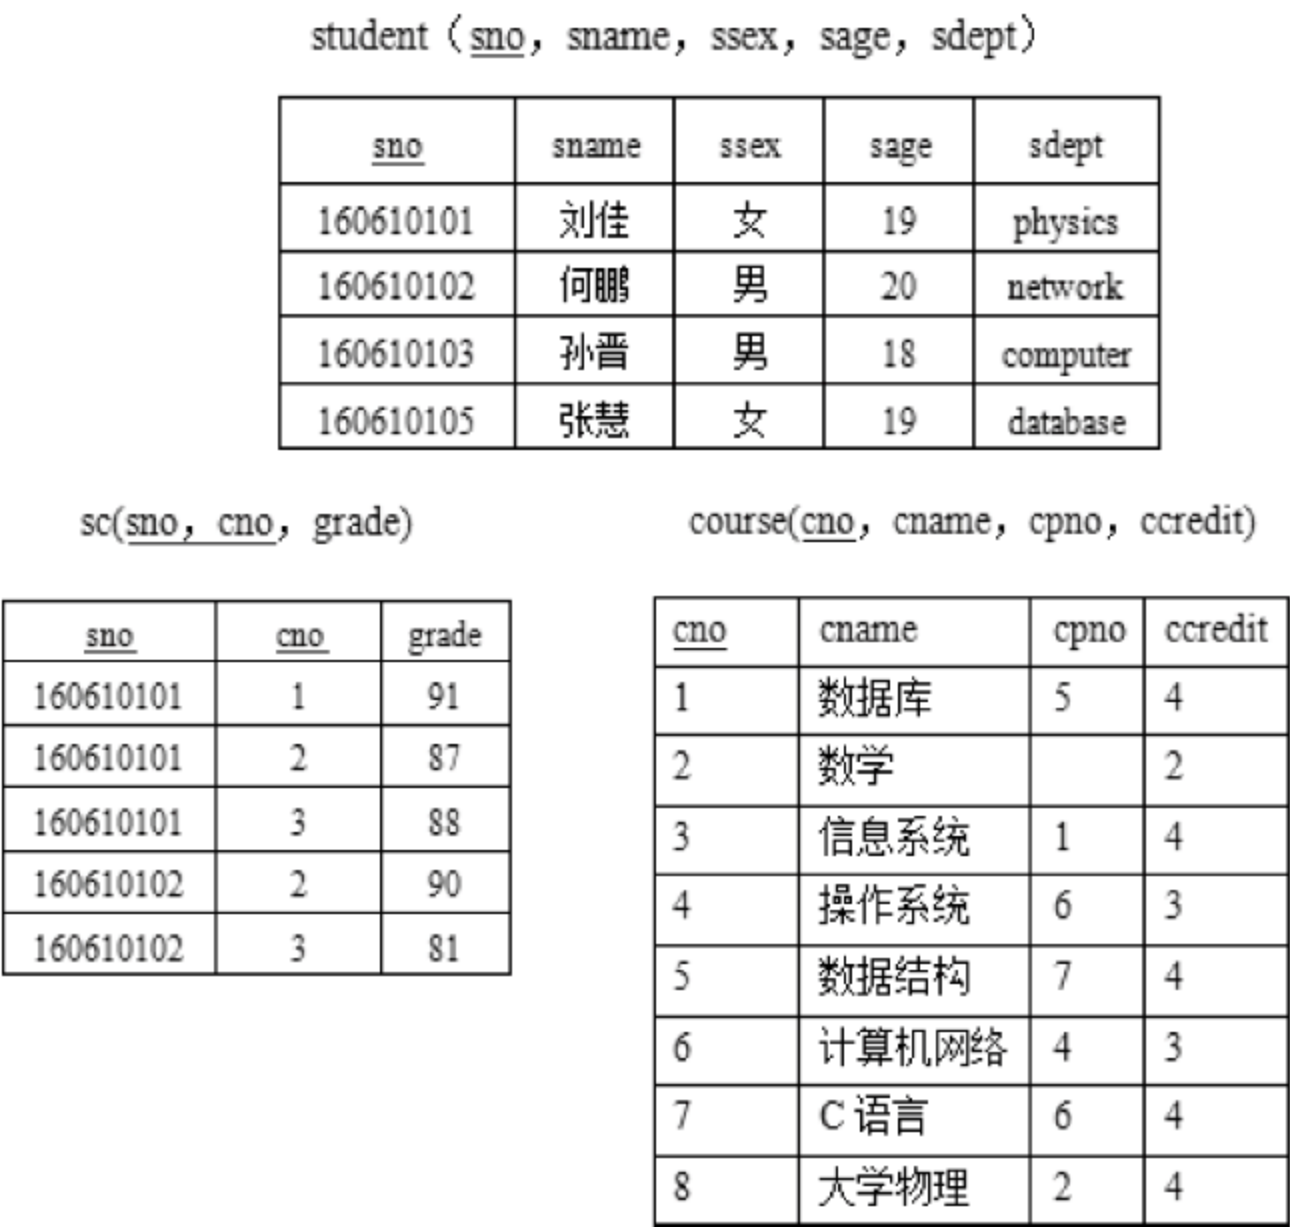 student（sno，sname，ssex，sage，sdept）
sno sname ssex sage sdept
160610101 刘佳 女 19 physics
160610102 何鹏 男 20 network
160610103 孙晋 男 18 computer
160610105 张慧 女 19 database
sc(sno，cno，grade)
sno cno grade
160610101 1 91
160610101 2 87
160610101 3 88
160610102 2 90
160610102 3 81
course(cno，cname，cpno，ccredit)
cno cname cpno ccredit
1 数据库 5 4
2 数学 2
3 信息系统 1 4
4 操作系统 6 3
5 数据结构 7 4
6 计算机网络 4 3
7 C 语言 6 4
8 大学物理 2 4